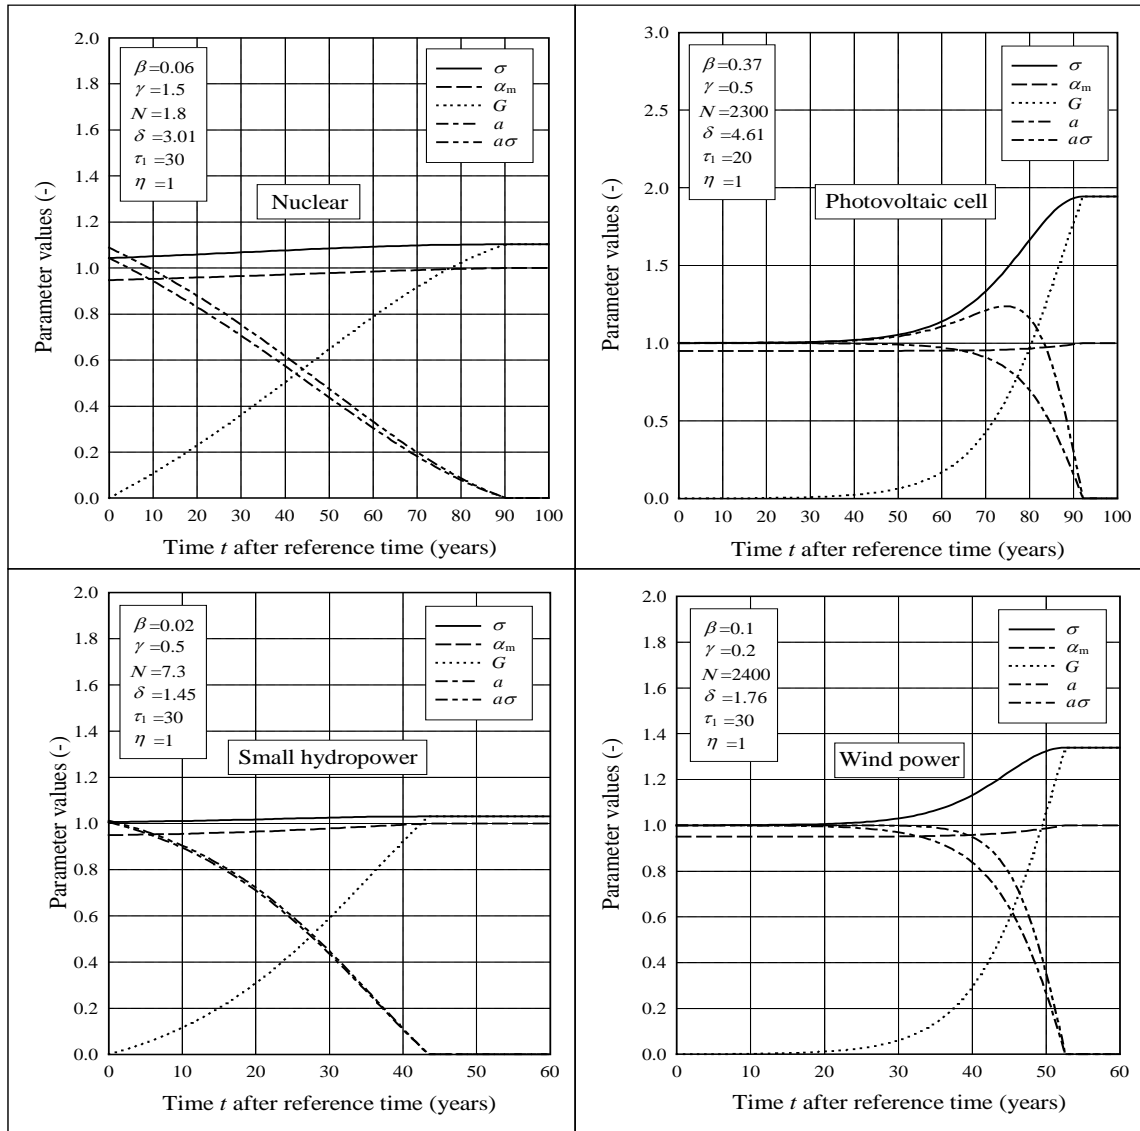 2.0
1.8
1.6
1.4
1.2
1.0
0.8
0.6
0.4
0.2
0.0
Parameter values (-)
β=0.06
γ=1.5
N=1.8
δ=3.01
τ1=30
η=1
σ
αm
G
a
aσ
Nuclear
0 10 20 30 40 50 60 70 80 90 100
Time t after reference time (years)
3.0
2.5
2.0
1.5
1.0
0.5
0.0
Parameter values (-)
β=0.37
γ=0.5
N=2300
δ=4.61
τ1=20
η=1
σ
αm
G
a
aσ
Photovoltaic cell
0 10 20 30 40 50 60 70 80 90 100
Time t after reference time (years)
2.0
1.8
1.6
1.4
1.2
1.0
0.8
0.6
0.4
0.2
0.0
Parameter values (-)
β=0.02
γ=0.5
N=7.3
δ=1.45
τ1=30
η=1
σ
αm
G
a
aσ
Small hydropower
0 10 20 30 40 50 60
Time t after reference time (years)
2.0
1.8
1.6
1.4
1.2
1.0
0.8
0.6
0.4
0.2
0.0
Parameter values (-)
β=0.1
γ=0.2
N=2400
δ=1.76
τ1=30
η=1
σ
αm
G
a
aσ
Wind power
0 10 20 30 40 50 60
Time t after reference time (years)